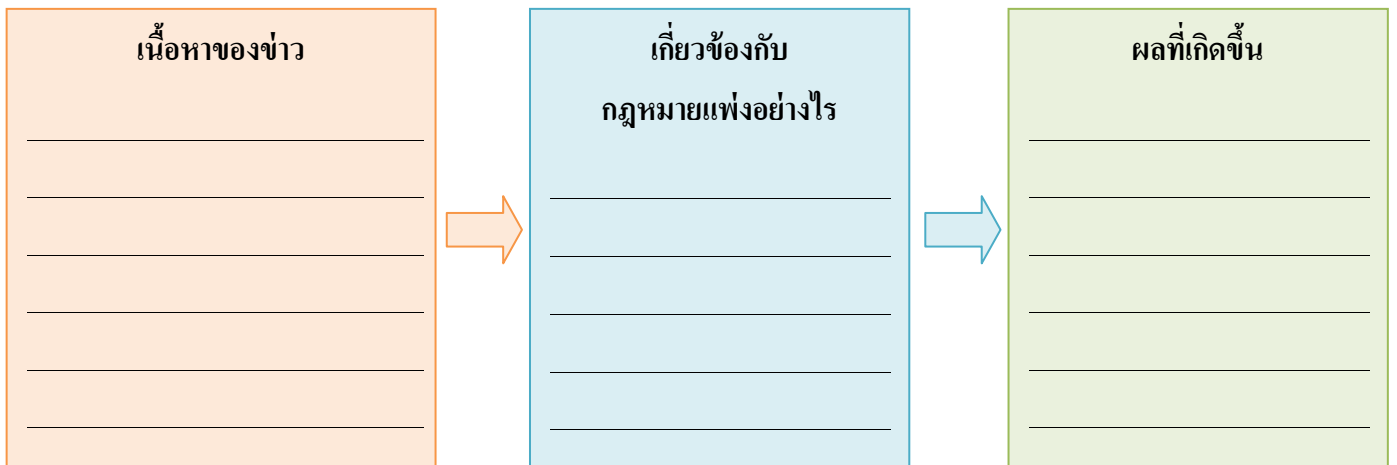 เนื้อหาของข่าว
เกี่ยวข้องกับ
กฎหมายแพ่งอย่างไร
ผลที่เกิดขึ้น